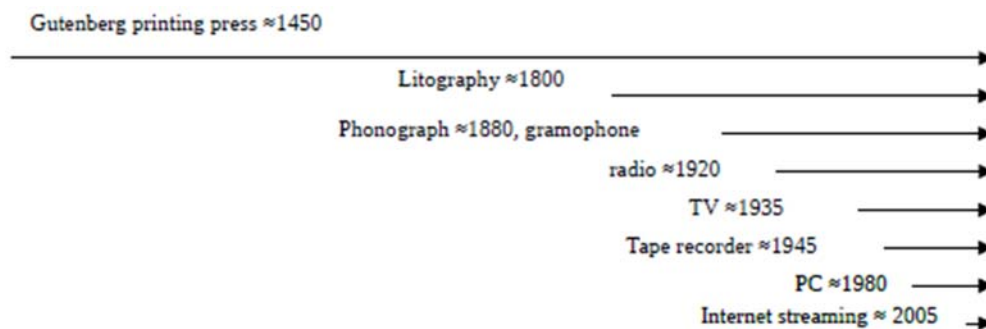 Gutenberg printing press ≈1450
Litography ≈1800
Phonograph ≈1880, gramophone
radio ≈1920
TV ≈1935
Tape recorder ≈1945
PC ≈1980
Internet streaming ≈ 2005